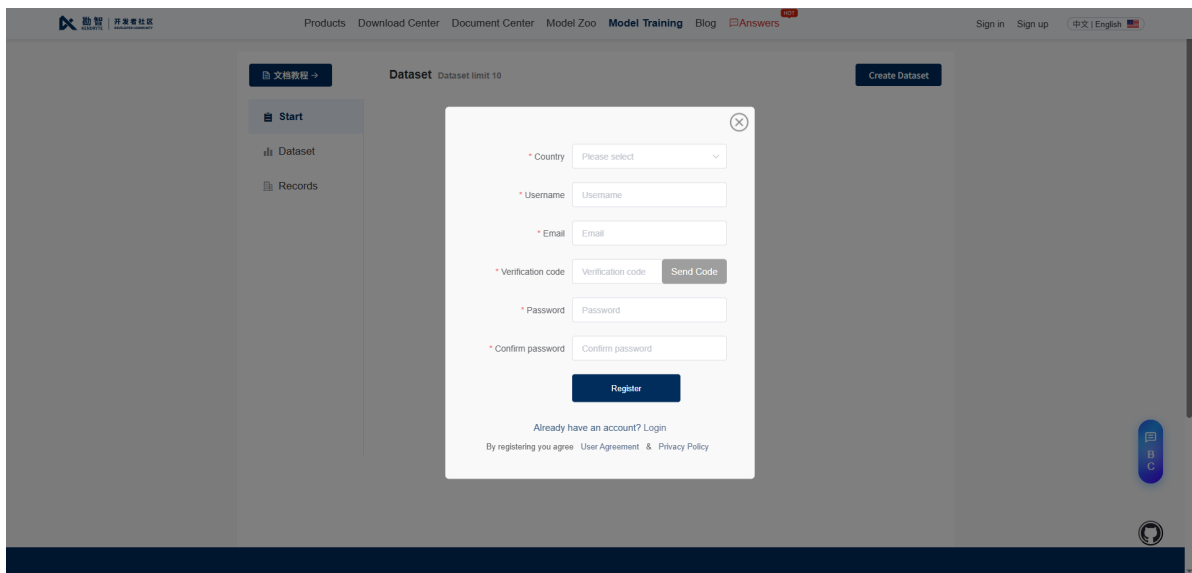 勘智 开发者社区
KENDRYTE DEVELOPER COMMUNITY
Products Download Center Document Center Model Zoo Model Training Blog Answers HOT Sign in Sign up 中文 | English
文档教程 →
Dataset Dataset limit 10
Create Dataset
Start
Dataset
Records
* Country Please select
* Username Username
* Email Email
* Verification code Verification code Send Code
* Password Password
* Confirm password Confirm password
Register
Already have an account? Login
By registering you agree User Agreement & Privacy Policy
B
C